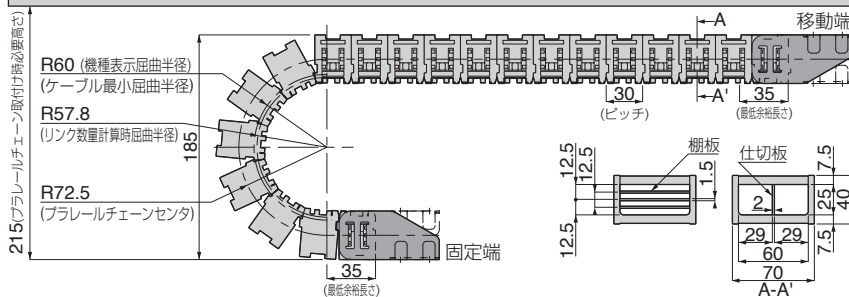 215(プラレールチェーン取付け時必要高さ)
R60 (機種表示屈曲半径)
(ケーブル最小屈曲半径)
R57.8
(リンク数量計算時屈曲半径)
R72.5
(プラレールチェーンセンタ)
185
A
移動端
30
(ピッチ)
A'
35
(最低余裕長さ)
固定端
35
(最低余裕長さ)
棚板
12.5
12.5
12.5
1.5
仕切板
7.5
25
40
7.5
2
29
29
60
70
A-A'